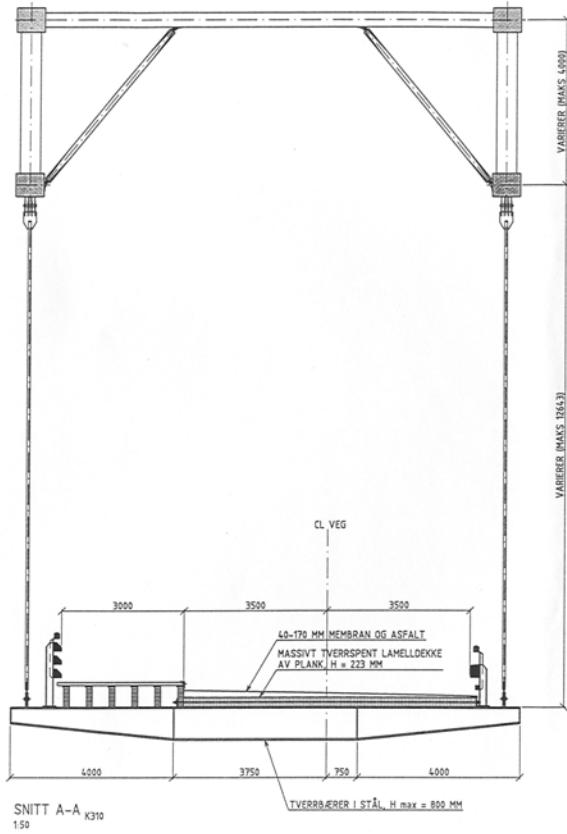 VARIERER (MAKS 4000)
VARIERER (MAKS 12643)
CL VEG
3000
3500
3500
40-170 MM MEMBRAN OG ASFALT
MASSIVT TVERRSPENT LAMELLDEKKE
AV PLANK, H = 223 MM
4000
3750
750
4000
TVERRBÆRER I STÅL, H max = 800 MM
SNITT A-A K310
1:50